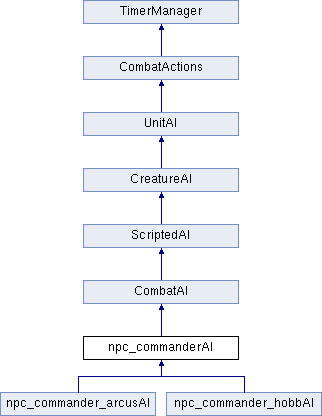 TimerManager
CombatActions
UnitAI
CreatureAI
ScriptedAI
CombatAI
npc_commanderAI
npc_commander_arcusAI
npc_commander_hobbAI